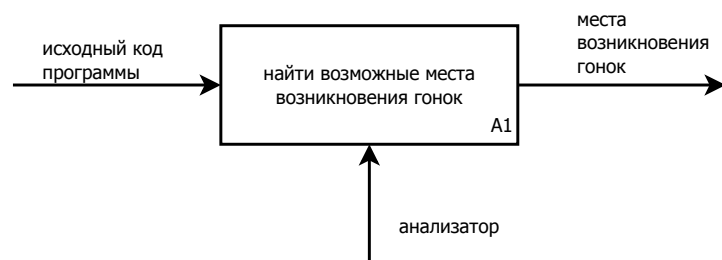 исходный код
программы
найти возможные места
возникновения гонок
A1
места
возникновения
гонок
анализатор